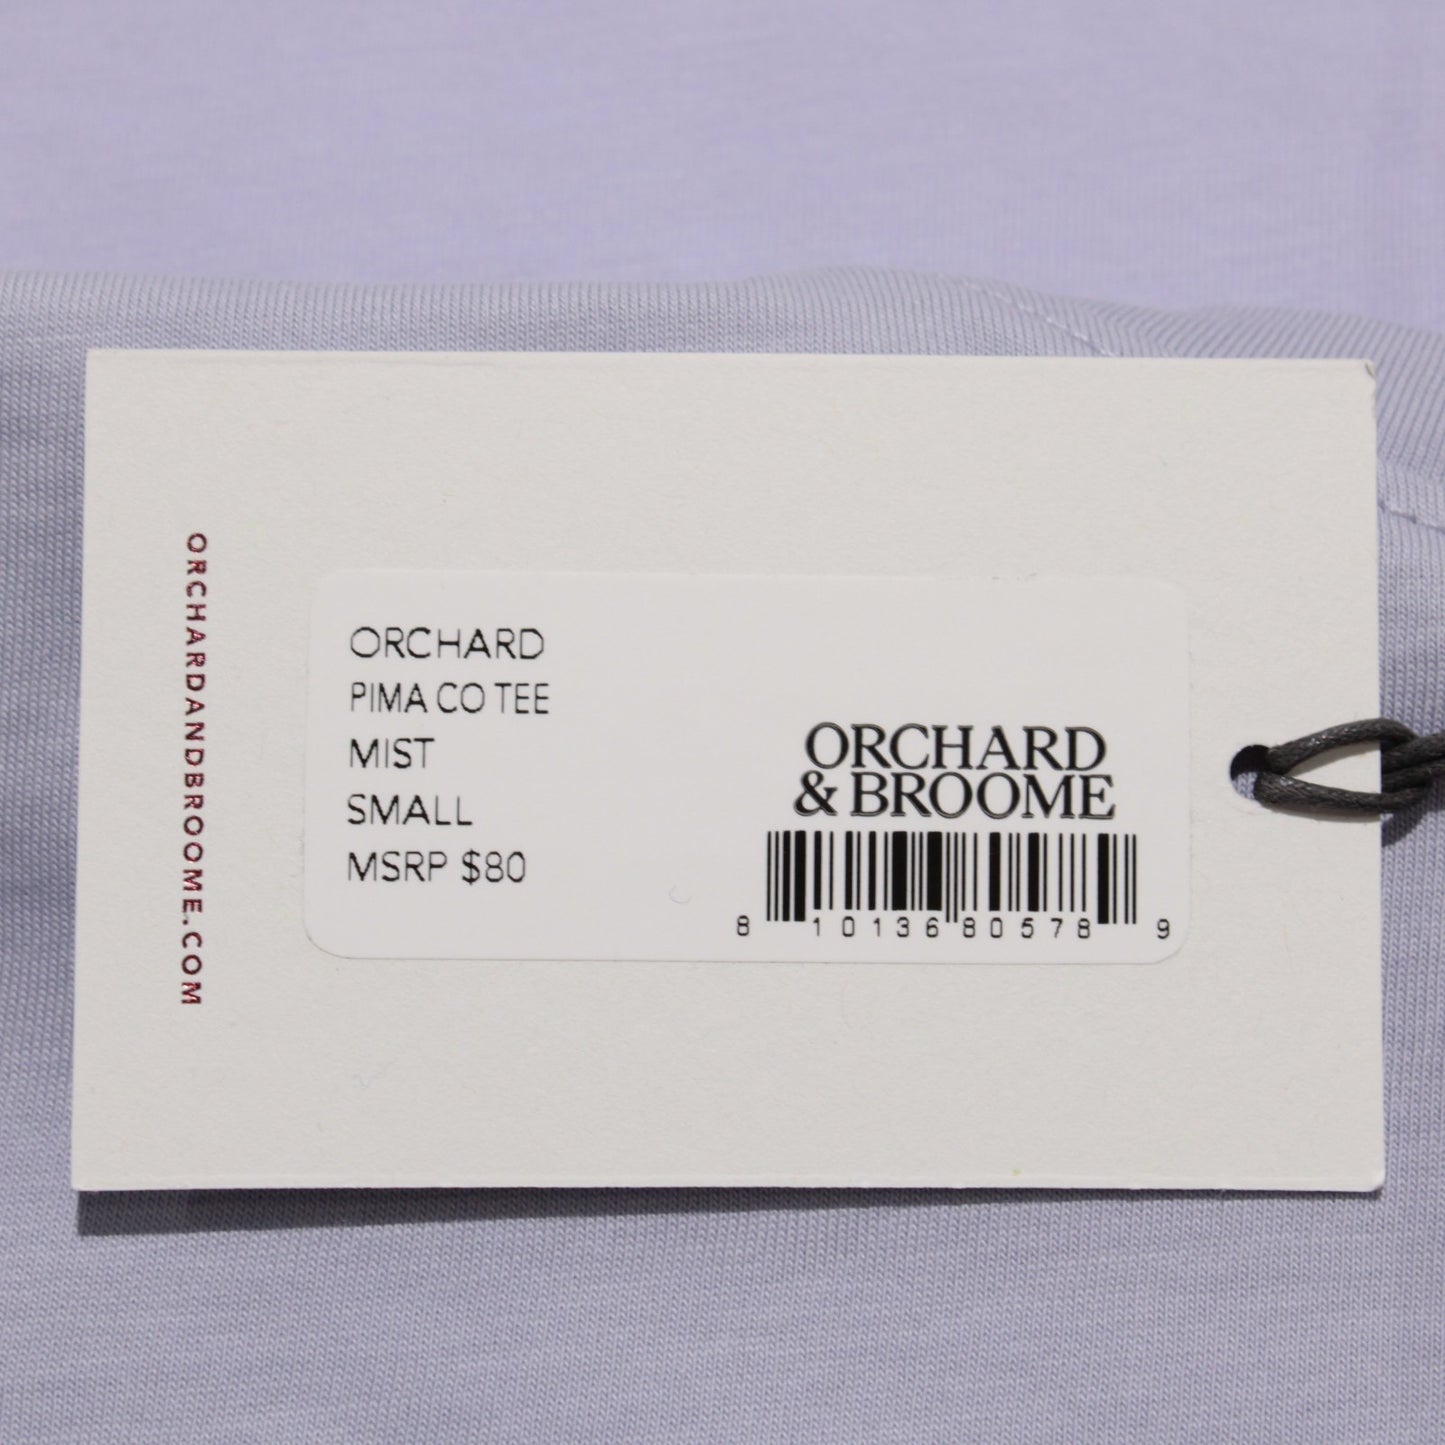 ORCHARDANDBROOME.COM
ORCHARD
PIMA CO TEE
MIST
SMALL
MSRP $80
ORCHARD
& BROOME
8 10136 80578 9